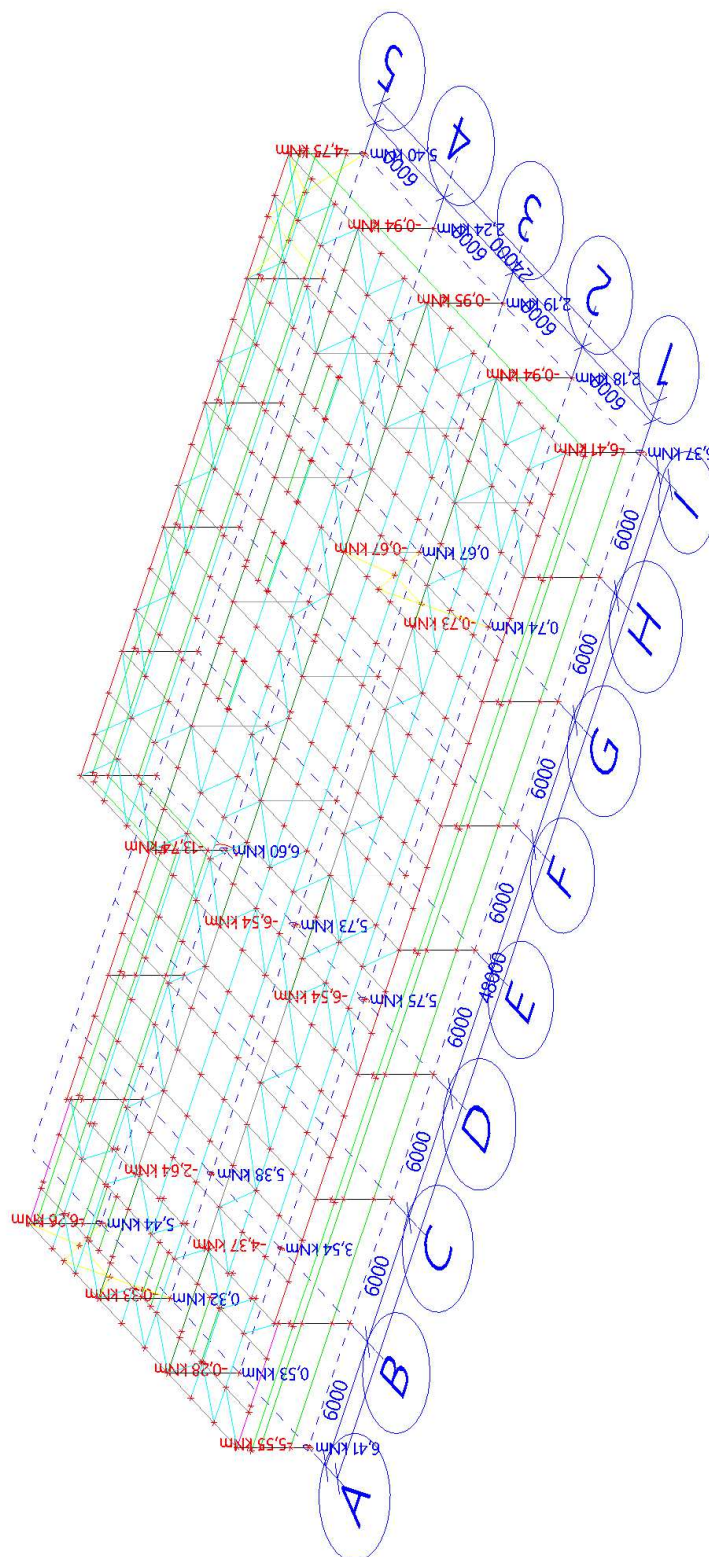 5
4
3
2
1
-4,75 kNm
5,40 kNm
6000
-0,94 kNm
2,24 kNm
6000
24000
-0,95 kNm
2,19 kNm
6000
-0,94 kNm
2,18 kNm
6000
-6,41 kNm
6,37 kNm
I
6000
-0,67 kNm
0,67 kNm
H
-0,73 kNm
0,74 kNm
6000
G
6000
-13,74 kNm
6,60 kNm
F
6000
-6,54 kNm
5,73 kNm
48000
-6,54 kNm
5,75 kNm
E
6000
D
6000
-2,64 kNm
5,38 kNm
-6,26 kNm
5,44 kNm
-4,37 kNm
3,54 kNm
C
6000
-0,33 kNm
0,32 kNm
-0,28 kNm
0,53 kNm
B
6000
-5,55 kNm
6,41 kNm
A